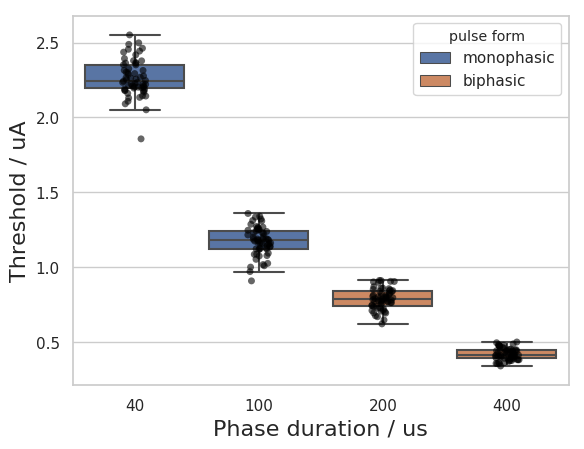 pulse form
monophasic
biphasic
2.5
2.0
1.5
1.0
0.5
Threshold / uA
40 100 200 400
Phase duration / us